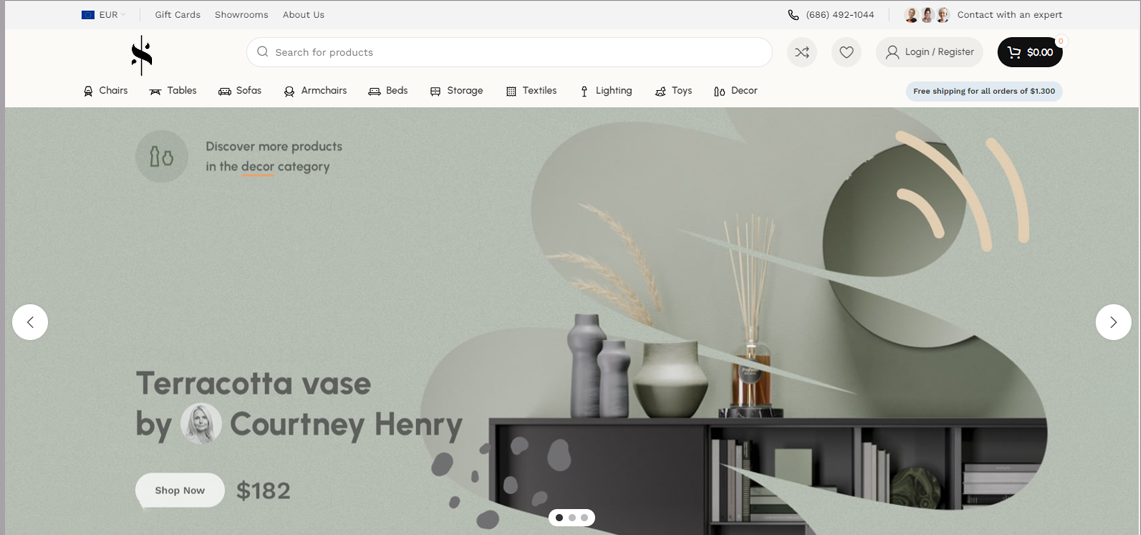 EUR
Gift Cards
Showrooms
About Us
(686) 492-1044
Contact with an expert
Search for products
Login / Register
0
$0.00
Chairs
Tables
Sofas
Armchairs
Beds
Storage
Textiles
Lighting
Toys
Decor
Free shipping for all orders of $1.300
Discover more products
in the decor category
Terracotta vase
by Courtney Henry
Shop Now
$182